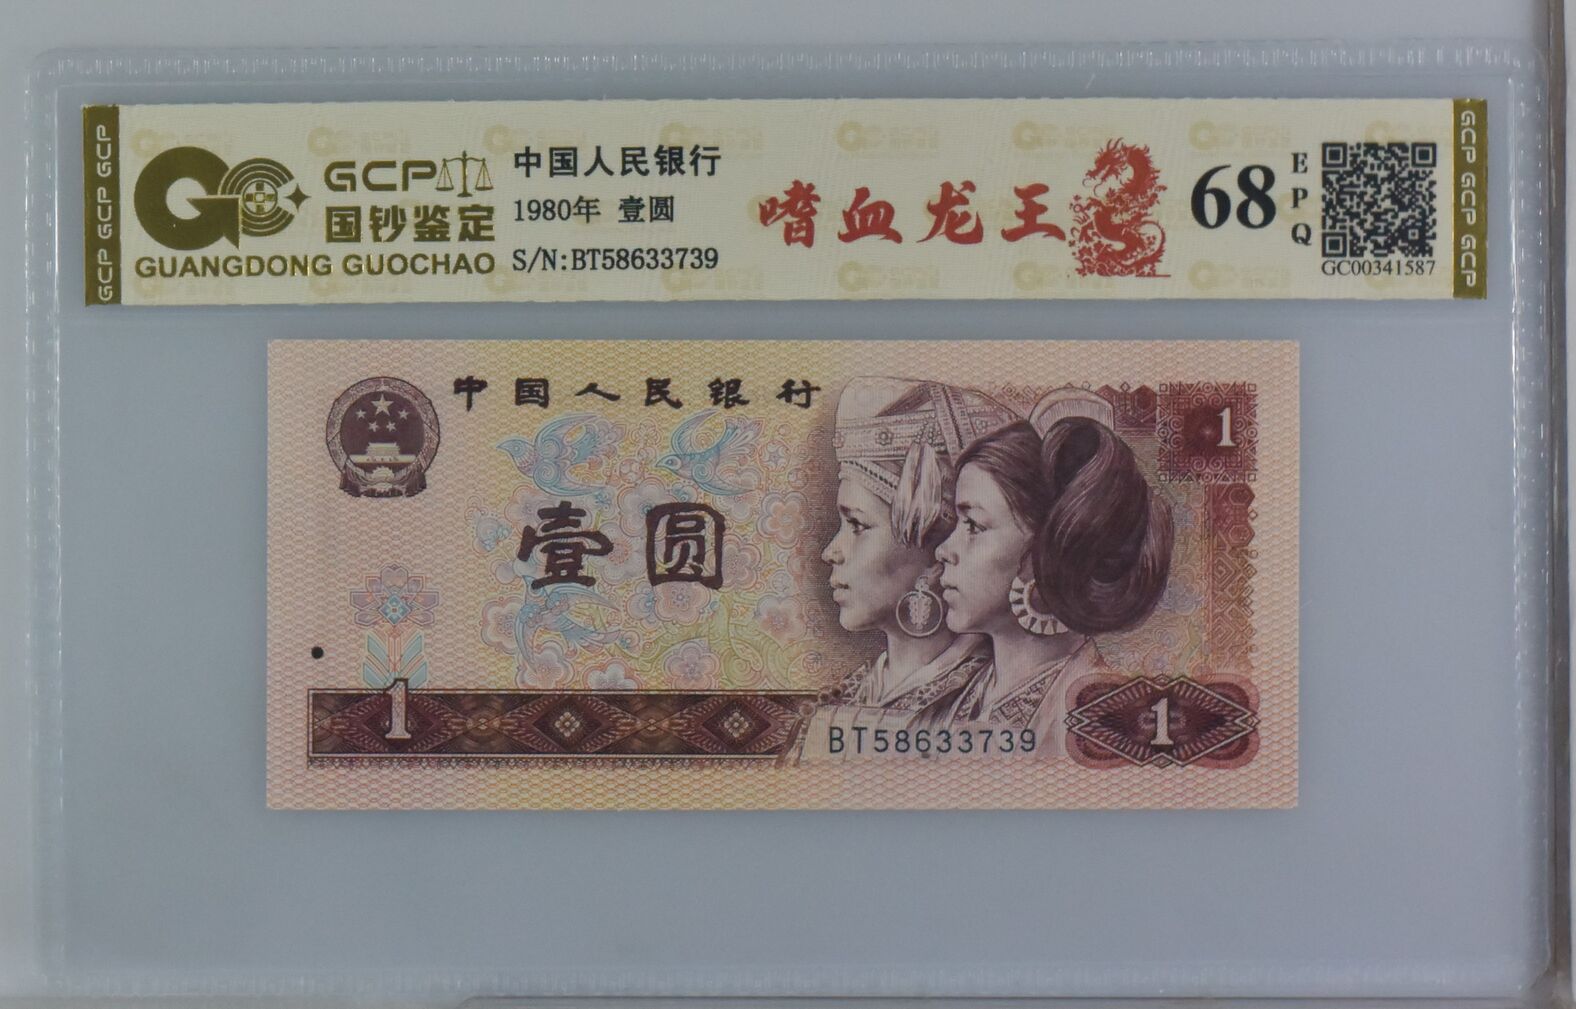 GCP GCP GCP
GCP
国钞鉴定
GUANGDONG GUOCHAO
中国人民银行
1980年 壹圆
S/N:BT58633739
嗜血龙王
68
EPQ
GC00341587
GCP GCP GCP
中国人民银行
1
壹圆
1
BT58633739
1